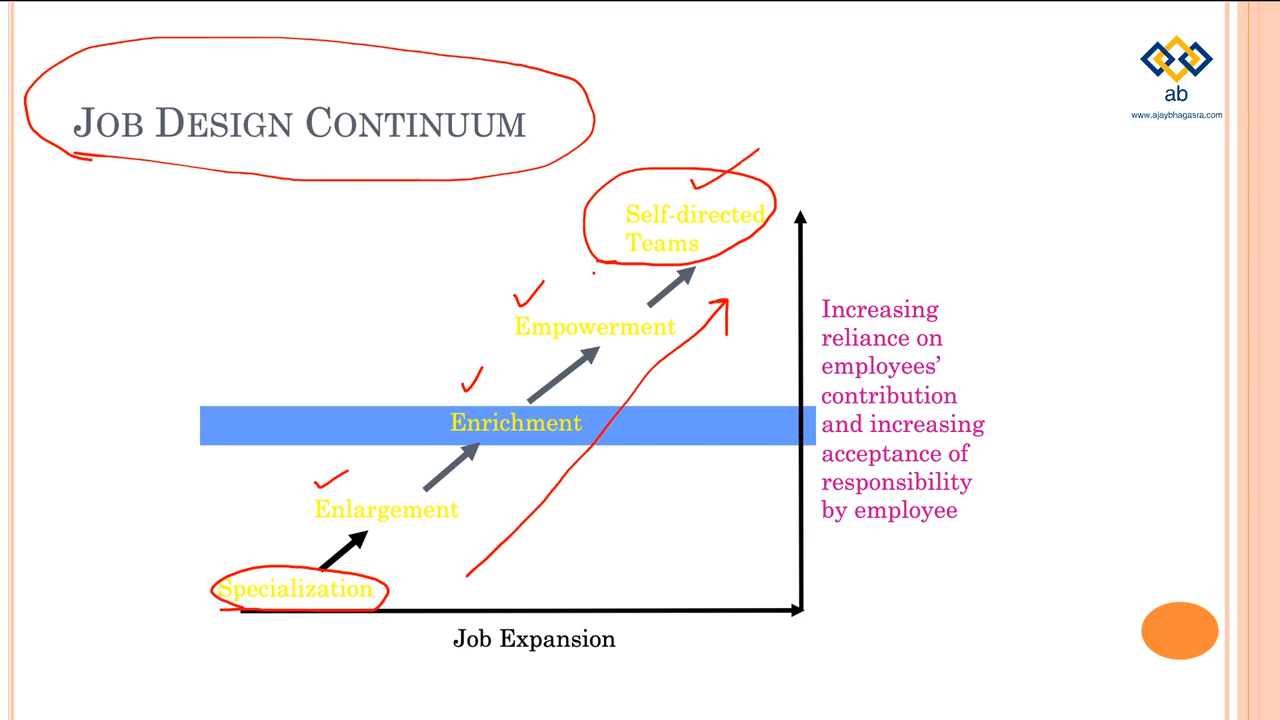 JOB DESIGN CONTINUUM
ab
www.ajaybhagasra.com
Self-directed
Teams
Empowerment
Enrichment
Enlargement
Specialization
Increasing
reliance on
employees’
contribution
and increasing
acceptance of
responsibility
by employee
Job Expansion